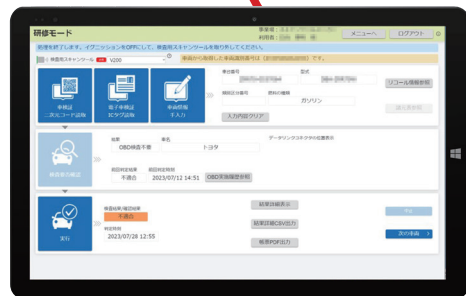 研修モード
事業場：
利用者：
メニューへ
ログアウト
処理を終了します。イグニッションをOFFにして、検査用スキャンツールを取り外してください。
検査用スキャンツール
V200
車両から取得した車両識別番号は
です。
車台番号
型式
リコール情報参照
車検証
二次元コード読取
電子車検証
ICタグ読取
車両情報
手入力
類別区分番号
燃料の種類
ガソリン
入力内容クリア
結果
車名
データリンクコネクタの位置表示
OBD検査不要
トヨタ
前回判定結果
前回判定時刻
不適合
2023/07/12 14:51
OBD実施履歴参照
検査結果/確認結果
不適合
結果詳細表示
中止
判定時刻
結果詳細CSV出力
実行
2023/07/28 12:55
次の車両
帳票PDF出力